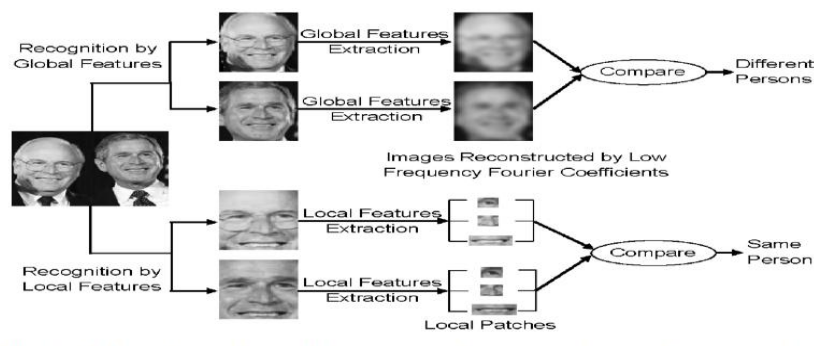 Recognition by
Global Features
Global Features
Extraction
Global Features
Extraction
Compare
Different
Persons
Images Reconstructed by Low
Frequency Fourier Coefficients
Recognition by
Local Features
Local Features
Extraction
Local Features
Extraction
Compare
Same
Person
Local Patches